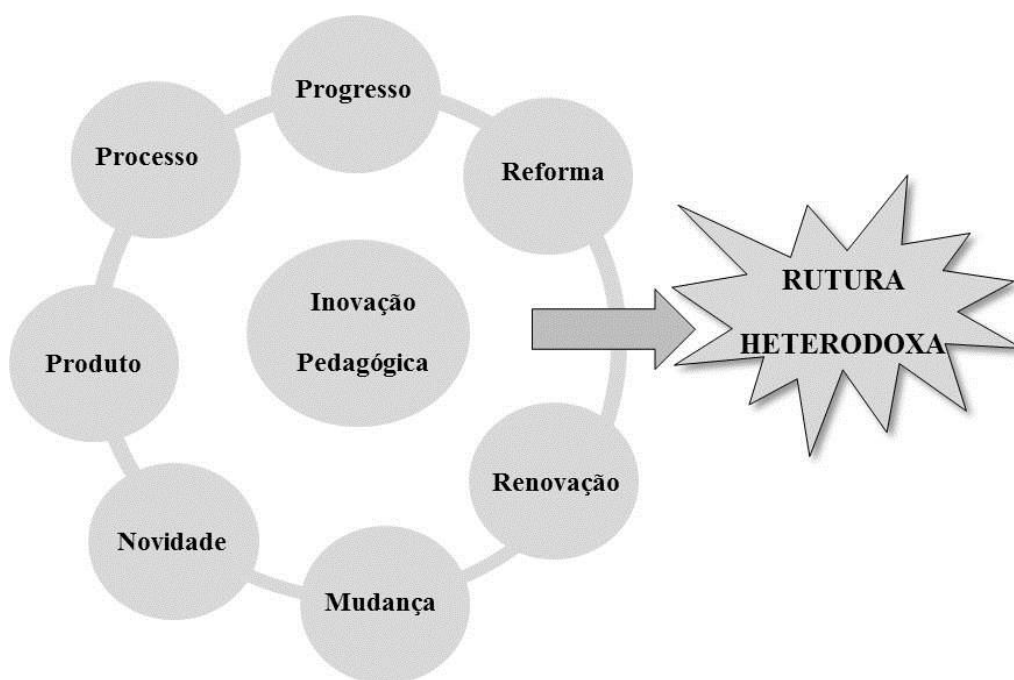 Progresso
Processo
Reforma
Inovação
Pedagógica
RUTURA
HETERODOXA
Produto
Renovação
Novidade
Mudança